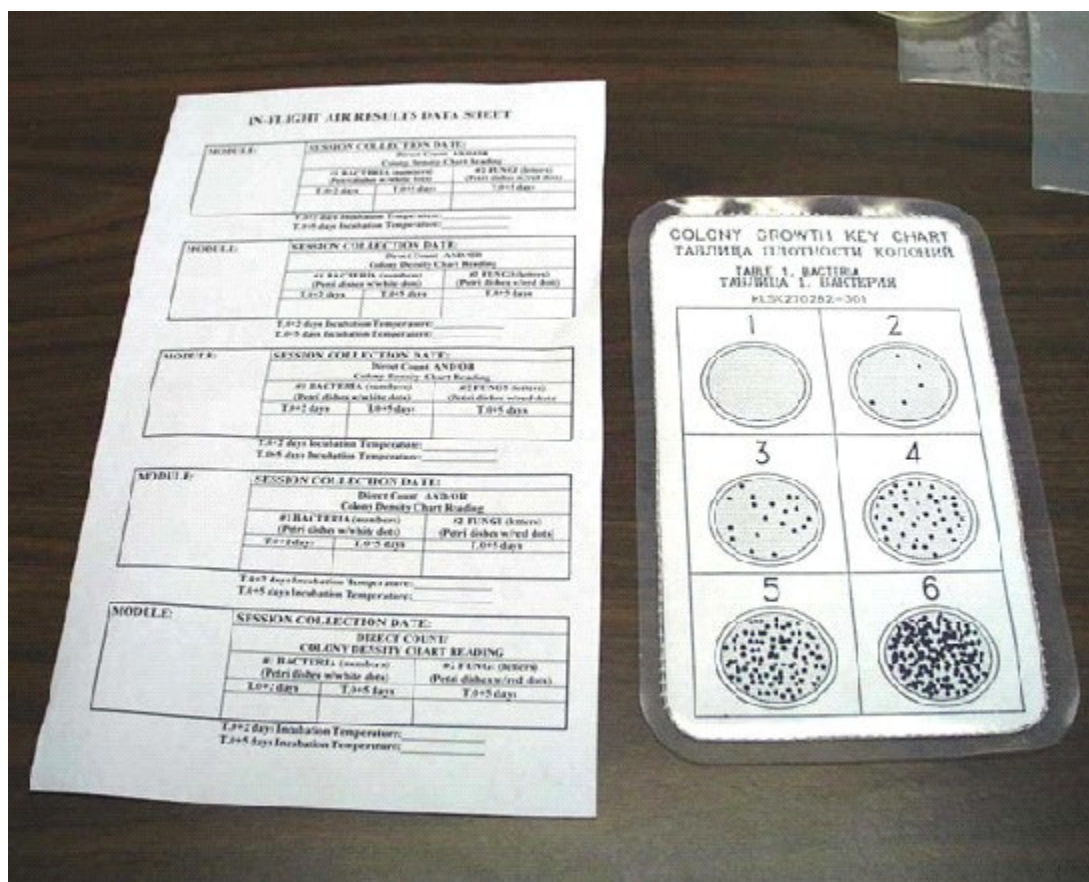 IN-FLIGHT AIR RESULTS DATA SHEET
MODULE: SESSION COLLECTION DATE:
Direct Count AND/OR
Colony Density Chart Reading
#1 BACTERIA (numbers) #2 FUNGI (letters)
(Petri dishes w/white dots) (Petri dishes w/red dots)
T.0+2 days T.0+5 days T.0+5 days
T.0+2 days Incubation Temperature:
T.0+5 days Incubation Temperature:
MODULE: SESSION COLLECTION DATE:
Direct Count AND/OR
Colony Density Chart Reading
#1 BACTERIA (numbers) #2 FUNGI (letters)
(Petri dishes w/white dots) (Petri dishes w/red dots)
T.0+2 days T.0+5 days T.0+5 days
T.0+2 days Incubation Temperature:
T.0+5 days Incubation Temperature:
MODULE: SESSION COLLECTION DATE:
Direct Count AND/OR
Colony Density Chart Reading
#1 BACTERIA (numbers) #2 FUNGI (letters)
(Petri dishes w/white dots) (Petri dishes w/red dots)
T.0+2 days T.0+5 days T.0+5 days
T.0+2 days Incubation Temperature:
T.0+5 days Incubation Temperature:
MODULE: SESSION COLLECTION DATE:
Direct Count AND/OR
Colony Density Chart Reading
#1 BACTERIA (numbers) #2 FUNGI (letters)
(Petri dishes w/white dots) (Petri dishes w/red dots)
T.0+2 days T.0+5 days T.0+5 days
T.0+2 days Incubation Temperature:
T.0+5 days Incubation Temperature:
MODULE: SESSION COLLECTION DATE:
DIRECT COUNT/
COLONY DENSITY CHART READING
#1 BACTERIA (numbers) #2 FUNGI (letters)
(Petri dishes w/white dots) (Petri dishes w/red dots)
T.0+2 days T.0+5 days T.0+5 days
T.0+2 days Incubation Temperature:
T.0+5 days Incubation Temperature:
COLONY GROWTH KEY CHART
ТАБЛИЦА ПЛОТНОСТИ КОЛОНИЙ
TABLE 1. BACTERIA
ТАБЛИЦА 1. БАКТЕРИЯ
1 2
3 4
5 6